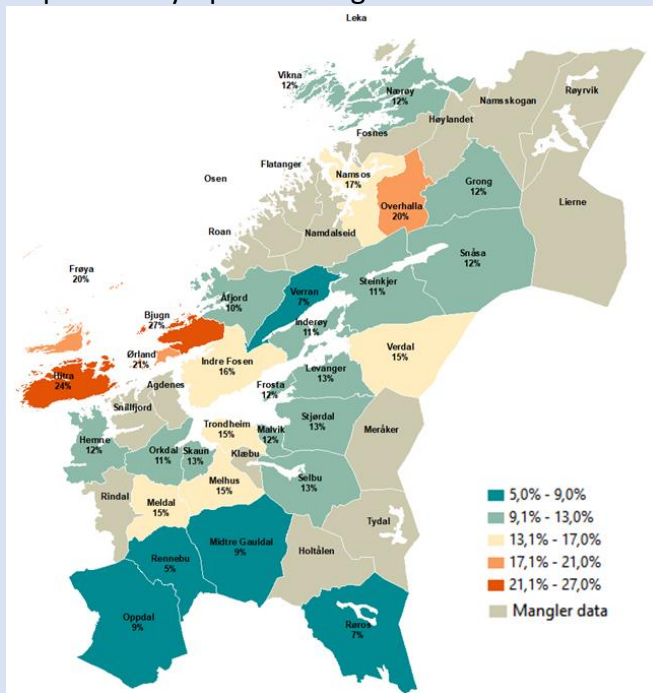 Leka
Vikna
12%
Nærøy
12%
Namsskogan
Røyrvik
Høylandet
Fosnes
Flatanger
Namsos
17%
Osen
Grong
12%
Overhalla
20%
Lierne
Roan
Namdalseid
Snåsa
12%
Frøya
20%
Steinkjer
11%
Verran
7%
Åfjord
10%
Bjugn
27%
Inderøy
11%
Verdal
15%
Ørland
21%
Indre Fosen
16%
Levanger
13%
Hitra
24%
Agdenes
Frosta
12%
Snillfjord
Stjørdal
13%
Trondheim
15%
Malvik
12%
Meråker
Hemne
12%
Orkdal
11%
Skaun
13%
Klæbu
Selbu
13%
Melhus
15%
Rindal
Meldal
15%
Tydal
Midtre Gauldal
9%
Holtålen
Rennebu
5%
Oppdal
9%
Røros
7%
5,0% - 9,0%
9,1% - 13,0%
13,1% - 17,0%
17,1% - 21,0%
21,1% - 27,0%
Mangler data